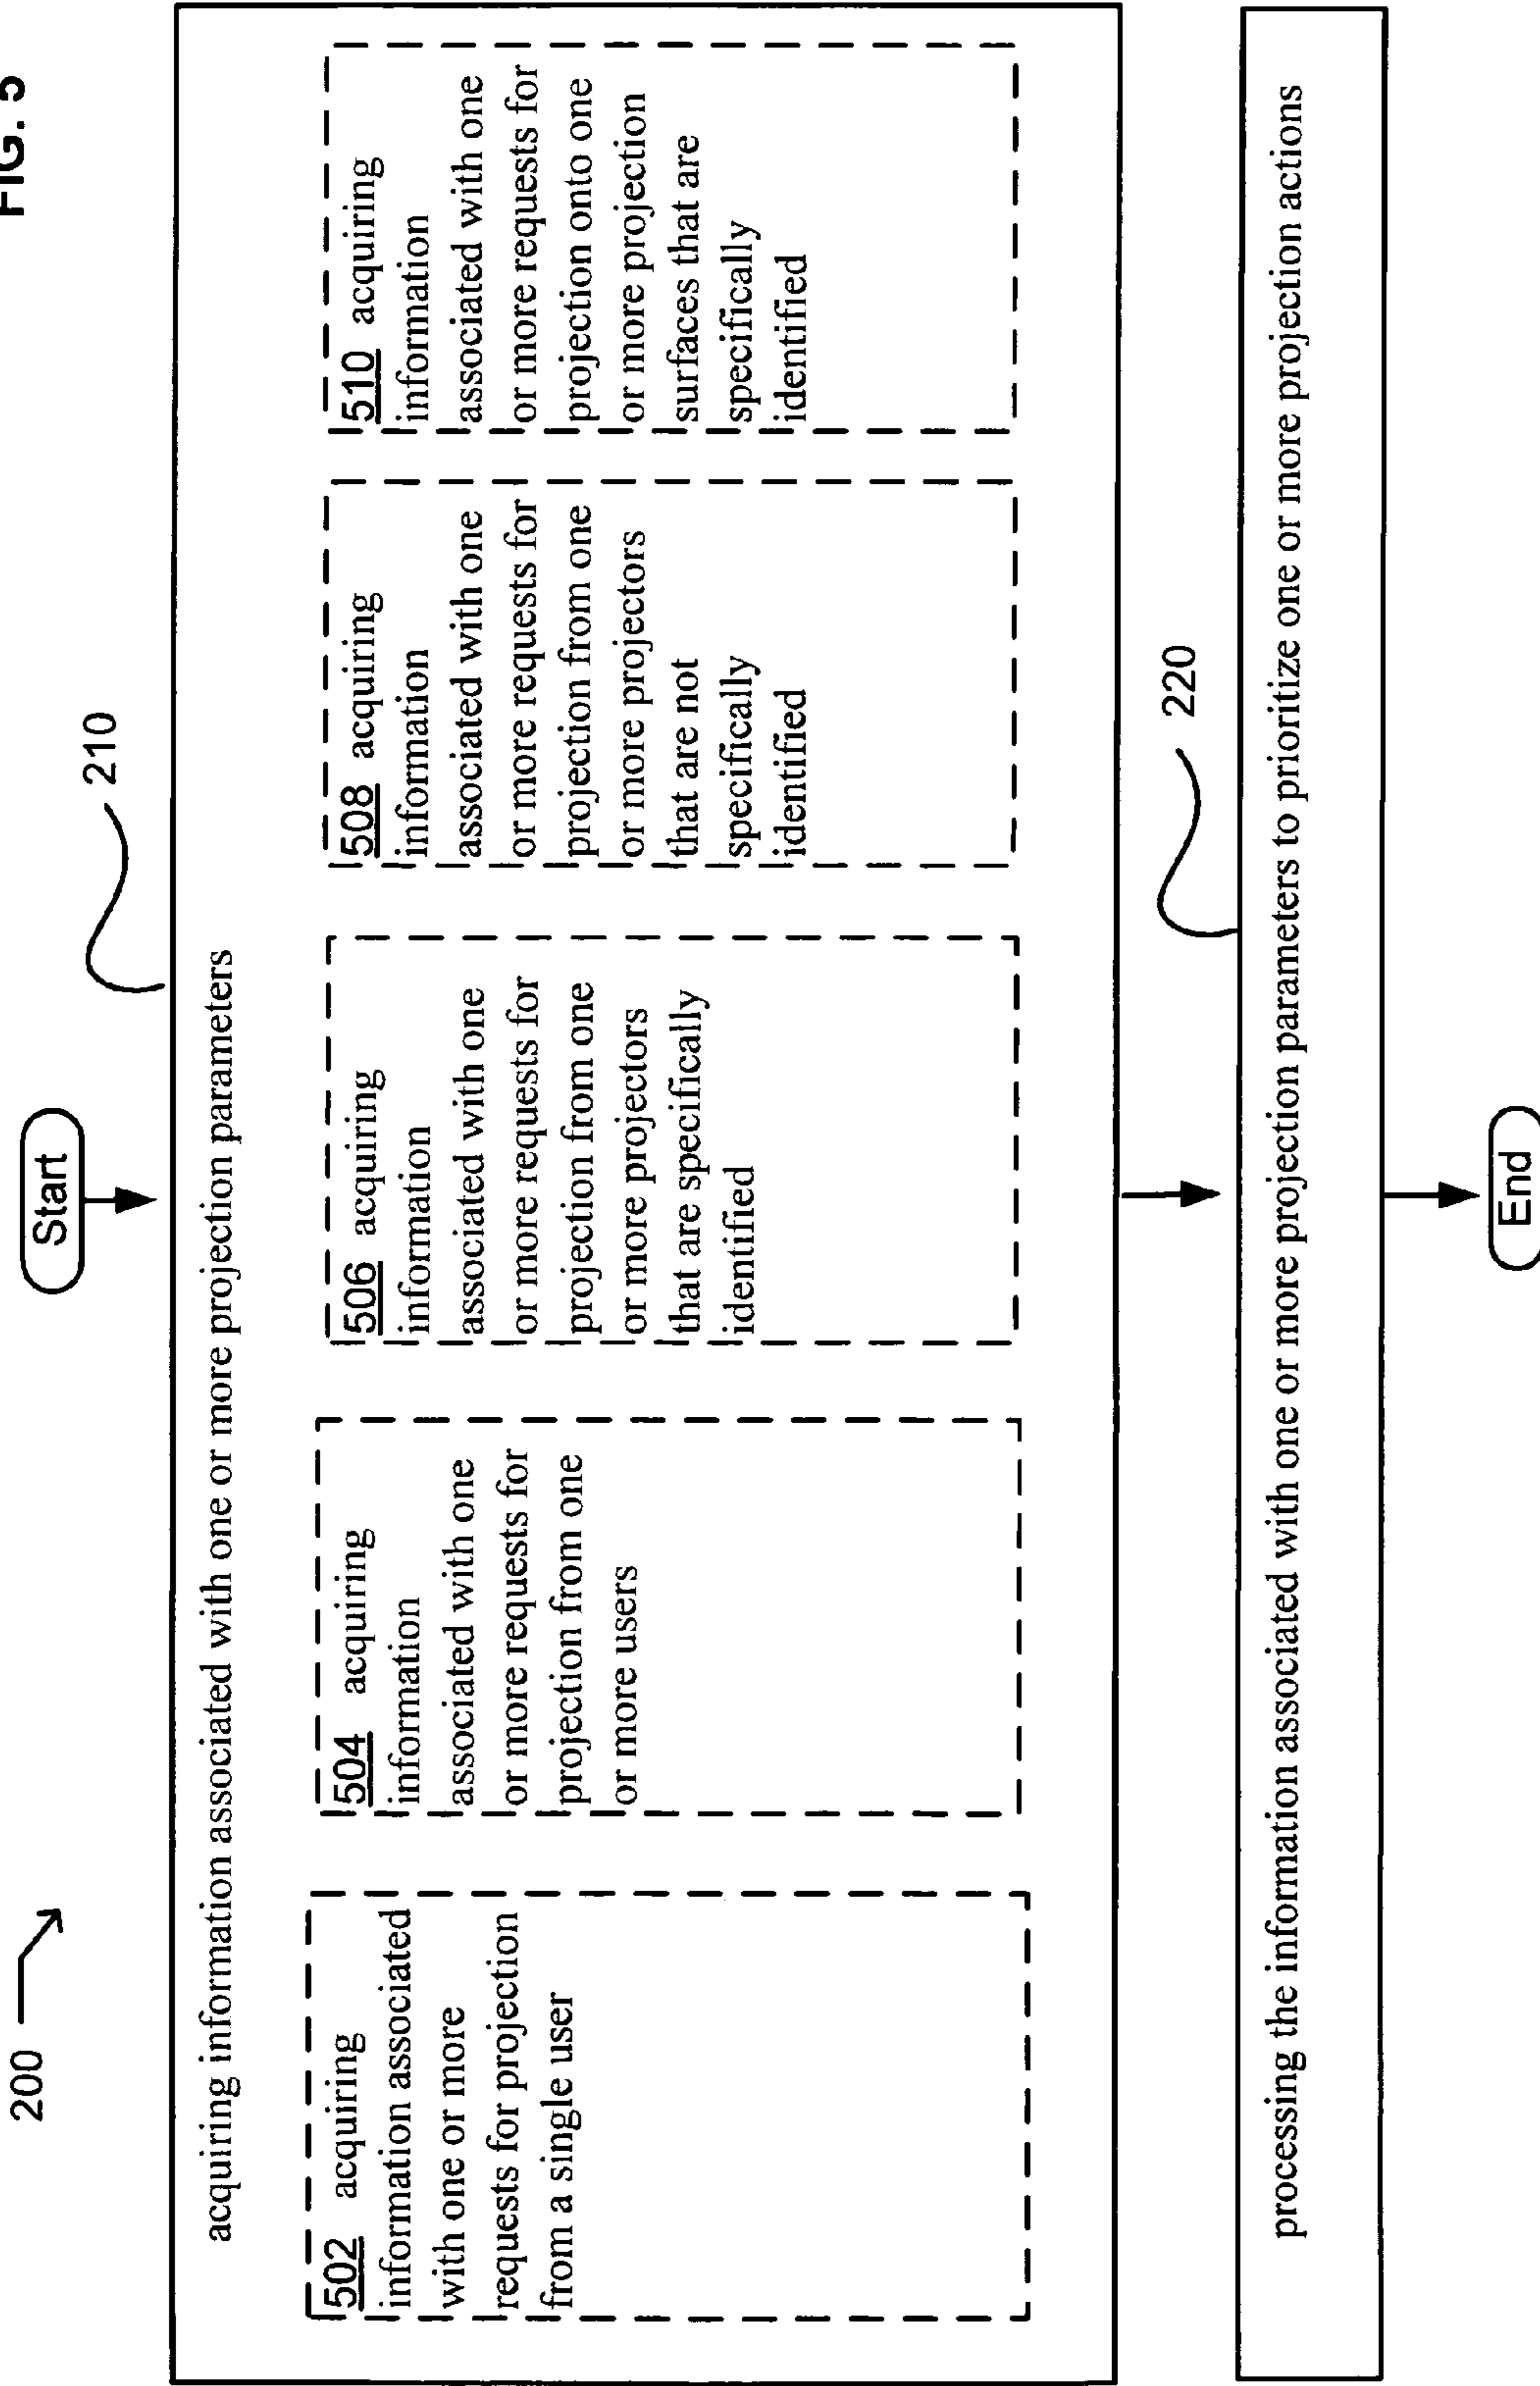 FIG. 5
200
Start
210
acquiring information associated with one or more projection parameters
502 acquiring
information associated
with one or more
requests for projection
from a single user
504 acquiring
information
associated with one
or more requests for
projection from one
or more users
506 acquiring
information
associated with one
or more requests for
projection from one
or more projectors
that are specifically
identified
508 acquiring
information
associated with one
or more requests for
projection from one
or more projectors
that are not
specifically
identified
510 acquiring
information
associated with one
or more requests for
projection onto one
or more projection
surfaces that are
specifically
identified
220
processing the information associated with one or more projection parameters to prioritize one or more projection actions
End